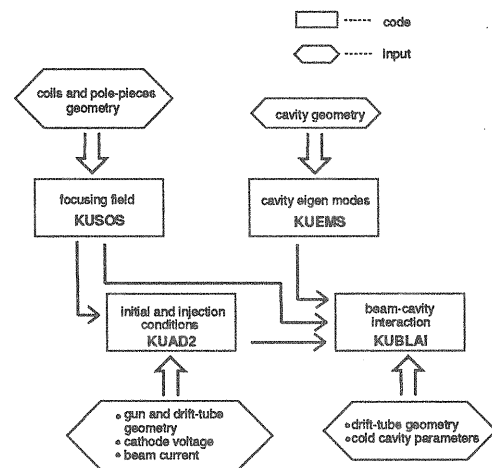 code
input
coils and pole-pieces
geometry
cavity geometry
focusing field
KUSOS
cavity eigen modes
KUEMS
initial and injection
conditions
KUAD2
beam-cavity
interaction
KUBLAI
• gun and drift-tube
geometry
• cathode voltage
• beam current
• drift-tube geometry
• cold cavity parameters